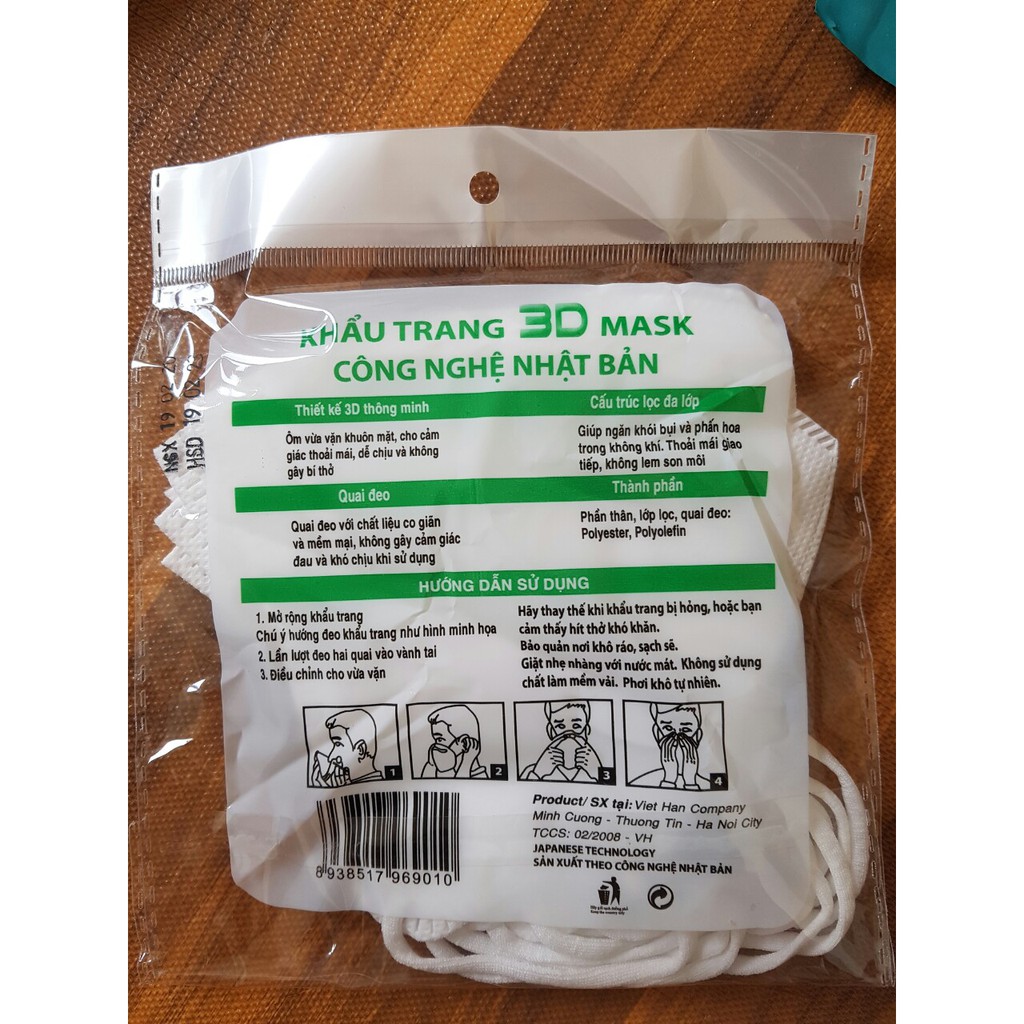 KHẨU TRANG 3D MASK
CÔNG NGHỆ NHẬT BẢN
NSX 19 02 20
HSD 19 02 23
Thiết kế 3D thông minh
Ôm vừa vặn khuôn mặt, cho cảm
giác thoải mái, dễ chịu và không
gây bí thở
Cấu trúc lọc đa lớp
Giúp ngăn khói bụi và phấn hoa
trong không khí. Thoải mái giao
tiếp, không lem son môi
Quai đeo
Quai đeo với chất liệu co giãn
và mềm mại, không gây cảm giác
đau và khó chịu khi sử dụng
Thành phần
Phần thân, lớp lọc, quai đeo:
Polyester, Polyolefin
HƯỚNG DẪN SỬ DỤNG
1. Mở rộng khẩu trang
Chú ý hướng đeo khẩu trang như hình minh họa
2. Lần lượt đeo hai quai vào vành tai
3. Điều chỉnh cho vừa vặn
Hãy thay thế khi khẩu trang bị hỏng, hoặc bạn
cảm thấy hít thở khó khăn.
Bảo quản nơi khô ráo, sạch sẽ.
Giặt nhẹ nhàng với nước mát. Không sử dụng
chất làm mềm vải. Phơi khô tự nhiên.
1
2
3
4
8 938517 969010
Product/ SX tại: Viet Han Company
Minh Cuong - Thuong Tin - Ha Noi City
TCCS: 02/2008 - VH
JAPANESE TECHNOLOGY
SẢN XUẤT THEO CÔNG NGHỆ NHẬT BẢN